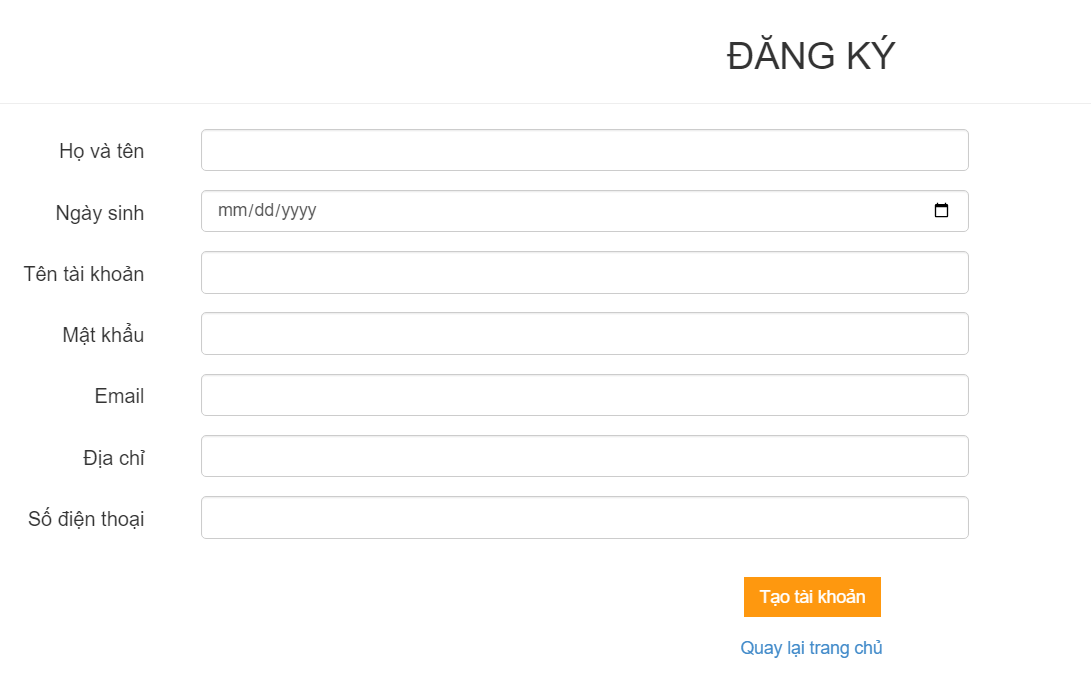 ĐĂNG KÝ
Họ và tên
Ngày sinh
mm/dd/yyyy
Tên tài khoản
Mật khẩu
Email
Địa chỉ
Số điện thoại
Tạo tài khoản
Quay lại trang chủ